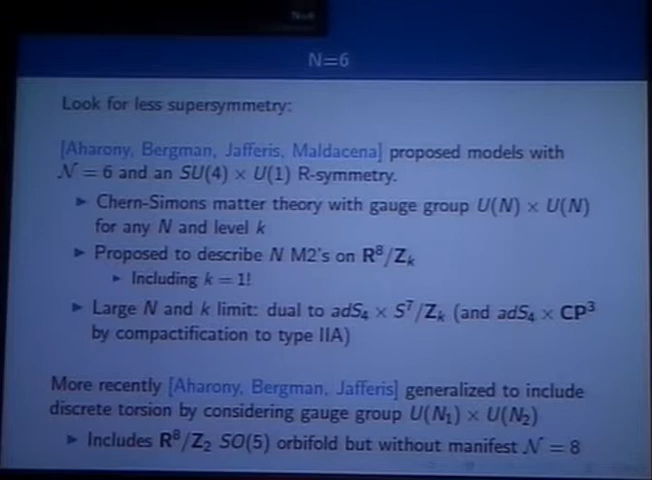 N=6
N=6
Look for less supersymmetry:
[Aharony, Bergman, Jafferis, Maldacena] proposed models with
𝒩 = 6 and an SU(4) × U(1) R-symmetry.
► Chern-Simons matter theory with gauge group U(N) × U(N)
for any N and level k
► Proposed to describe N M2's on R⁸/Zₖ
► Including k = 1!
► Large N and k limit: dual to adS₄ × S⁷/Zₖ (and adS₄ × CP³
by compactification to type IIA)
More recently [Aharony, Bergman, Jafferis] generalized to include
discrete torsion by considering gauge group U(N₁) × U(N₂)
► Includes R⁸/Z₂ SO(5) orbifold but without manifest 𝒩 = 8